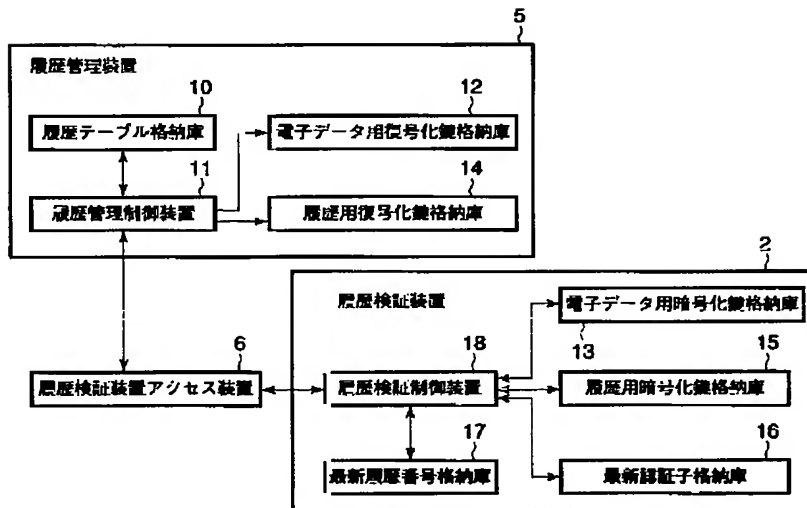 5
履歴管理装置
10
履歴テーブル格納庫
12
電子データ用復号化鍵格納庫
11
履歴管理制御装置
14
履歴用復号化鍵格納庫
2
履歴検証装置
電子データ用暗号化鍵格納庫
13
6
履歴検証装置アクセス装置
18
履歴検証制御装置
15
履歴用暗号化鍵格納庫
17
最新履歴番号格納庫
16
最新認証子格納庫